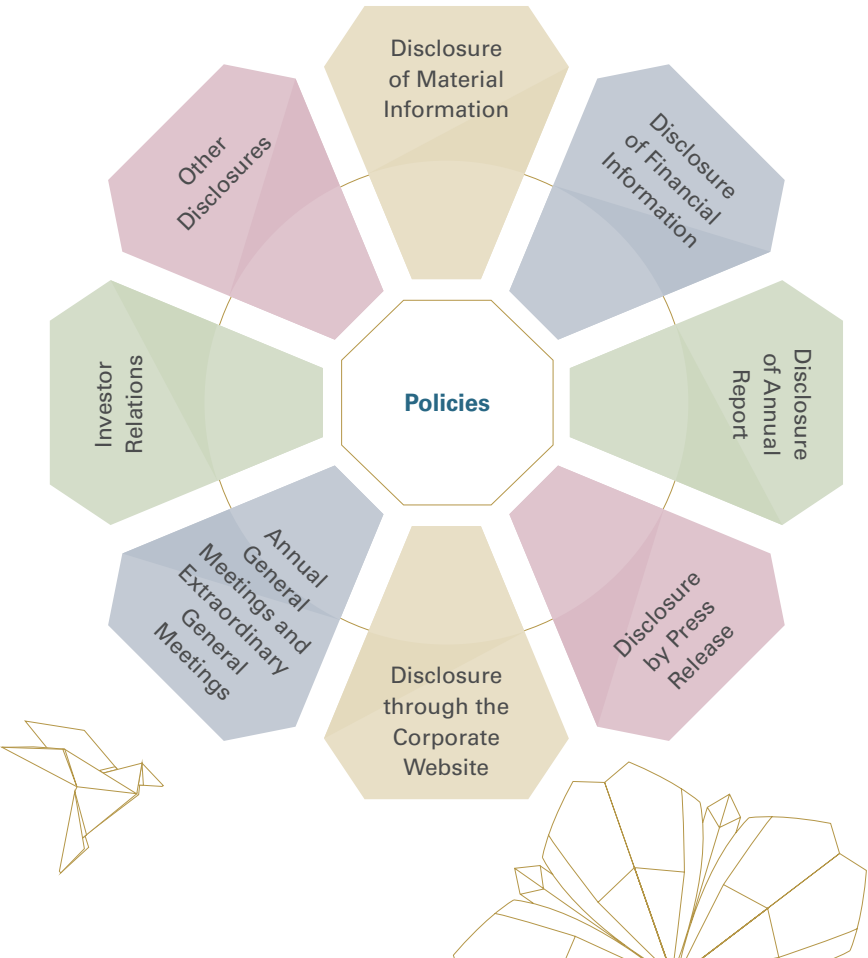 Disclosure
of Material
Information
Disclosure
of Financial
Information
Disclosure
of Annual
Report
Disclosure
by Press
Release
Disclosure
through the
Corporate
Website
Annual
General
Meetings and
Extraordinary
General
Meetings
Investor
Relations
Other
Disclosures
Policies